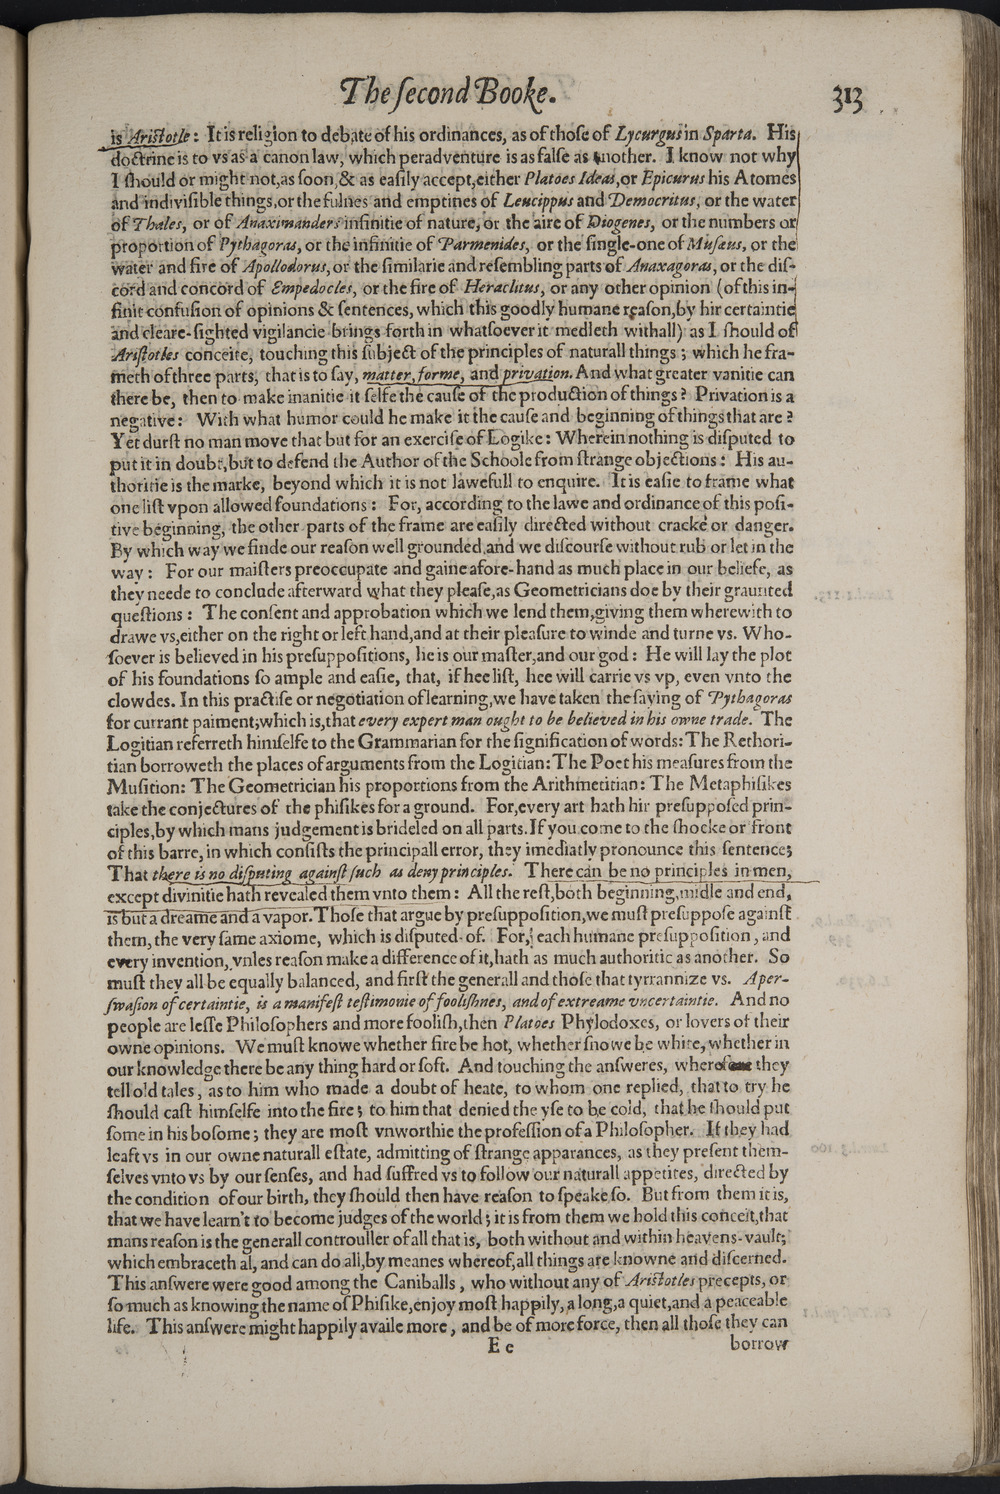 The ſecond Booke. 313
is Ariſtotle: It is religion to debate of his ordinances, as of thoſe of Lycurgus in Sparta. His
doctrine is to vs as a canon law, which peradventure is as falſe as another. I know not why
I ſhould or might not, as ſoon, & as eaſily accept, either Platoes Ideas, or Epicurus his Atomes
and indiviſible things, or the fulnes and emptines of Leucippus and Democritus, or the water
of Thales, or of Anaximanders infinitie of nature, or the aire of Diogenes, or the numbers or
proportion of Pythagoras, or the infinitie of Parmenides, or the ſingle-one of Muſæus, or the
water and fire of Apollodorus, or the ſimilarie and reſembling parts of Anaxagoras, or the diſ-
cord and concord of Empedocles, or the fire of Heraclitus, or any other opinion (of this in-
finit confuſion of opinions & ſentences, which this goodly humane reaſon, by hir certaintie
and cleare-ſighted vigilancie brings forth in whatſoever it medleth withall) as I ſhould of
Ariſtotles conceite, touching this ſubject of the principles of naturall things; which he fra-
meth of three parts, that is to ſay, matter, forme, and privation. And what greater vanitie can
there be, then to make inanitie it ſelfe the cauſe of the production of things? Privation is a
negative: With what humor could he make it the cauſe and beginning of things that are?
Yet durſt no man move that but for an exerciſe of Logike: Wherein nothing is diſputed to
put it in doubt, but to defend the Author of the Schoole from ſtrange objections: His au-
thoritie is the marke, beyond which it is not lawefull to enquire. It is eaſie to frame what
one liſt vpon allowed foundations: For, according to the lawe and ordinance of this poſi-
tive beginning, the other parts of the frame are eaſily directed without cracke or danger.
By which way we finde our reaſon well grounded, and we diſcourſe without rub or let in the
way: For our maiſters preoccupate and gaine afore-hand as much place in our beliefe, as
they neede to conclude afterward what they pleaſe, as Geometricians doe by their graunted
queſtions: The conſent and approbation which we lend them, giving them wherewith to
drawe vs, either on the right or left hand, and at their pleaſure to winde and turne vs. Who-
ſoever is believed in his preſuppoſitions, he is our maſter, and our god: He will lay the plot
of his foundations ſo ample and eaſie, that, if hee liſt, hee will carrie vs vp, even vnto the
clowdes. In this practiſe or negotiation of learning, we have taken the ſaying of Pythagoras
for currant paiment; which is, that every expert man ought to be believed in his owne trade. The
Logitian referreth himſelfe to the Grammarian for the ſignification of words: The Rethori-
tian borroweth the places of arguments from the Logitian: The Poet his meaſures from the
Muſition: The Geometrician his proportions from the Arithmetitian: The Metaphiſikes
take the conjectures of the phiſikes for a ground. For, every art hath hir preſuppoſed prin-
ciples, by which mans judgement is brideled on all parts. If you come to the ſhocke or front
of this barre, in which conſiſts the principall error, they imediatly pronounce this ſentence;
That there is no diſputing againſt ſuch as deny principles. There can be no principles in men,
except divinitie hath revealed them vnto them: All the reſt, both beginning, midle and end,
is but a dreame and a vapor. Thoſe that argue by preſuppoſition, we muſt preſuppoſe againſt
them, the very ſame axiome, which is diſputed of. For, each humane preſuppoſition, and
every invention, vnles reaſon make a difference of it, hath as much authoritie as another. So
muſt they all be equally balanced, and firſt the generall and thoſe that tyrrannize vs. A per-
ſwaſion of certaintie, is a manifeſt teſtimonie of fooliſhnes, and of extreame vncertaintie. And no
people are leſſe Philoſophers and more fooliſh, then Platoes Phylodoxes, or lovers of their
owne opinions. We muſt knowe whether fire be hot, whether ſnowe be white, whether in
our knowledge there be any thing hard or ſoft. And touching the anſweres, whereof they
tell old tales, as to him who made a doubt of heate, to whom one replied, that to try he
ſhould caſt himſelfe into the fire; to him that denied the yſe to be cold, that he ſhould put
ſome in his boſome; they are moſt vnworthie the profeſſion of a Philoſopher. If they had
leaft vs in our owne naturall eſtate, admitting of ſtrange apparances, as they preſent them-
ſelves vnto vs by our ſenſes, and had ſuffred vs to follow our naturall appetites, directed by
the condition of our birth, they ſhould then have reaſon to ſpeake ſo. But from them it is,
that we have learn't to become judges of the world; it is from them we hold this conceit, that
mans reaſon is the generall controuller of all that is, both without and within heavens-vault;
which embraceth al, and can do all, by meanes whereof, all things are knowne and diſcerned.
This anſwere were good among the Caniballs, who without any of Ariſtotles precepts, or
ſo much as knowing the name of Phiſike, enjoy moſt happily, a long, a quiet, and a peaceable
life. This anſwere might happily availe more, and be of more force, then all thoſe they can
E e borrow